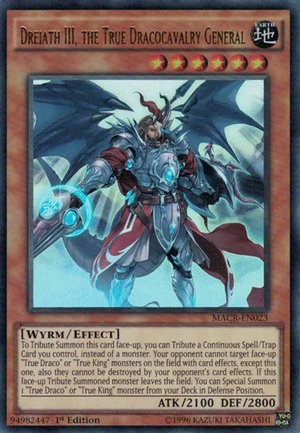 DREIATH III, THE TRUE DRACOCAVALRY GENERAL
EARTH
MACR-EN023
[WYRM/EFFECT]
To Tribute Summon this card face-up, you can Tribute a Continuous Spell/Trap
Card you control, instead of a monster. Your opponent cannot target face-up
"True Draco" or "True King" monsters on the field with card effects, except this
one, also they cannot be destroyed by your opponent's card effects. If this
face-up Tribute Summoned monster leaves the field: You can Special Summon
1 "True Draco" or "True King" monster from your Deck in Defense Position.
ATK/2100 DEF/2800
94982447 1st Edition ©1996 KAZUKI TAKAHASHI